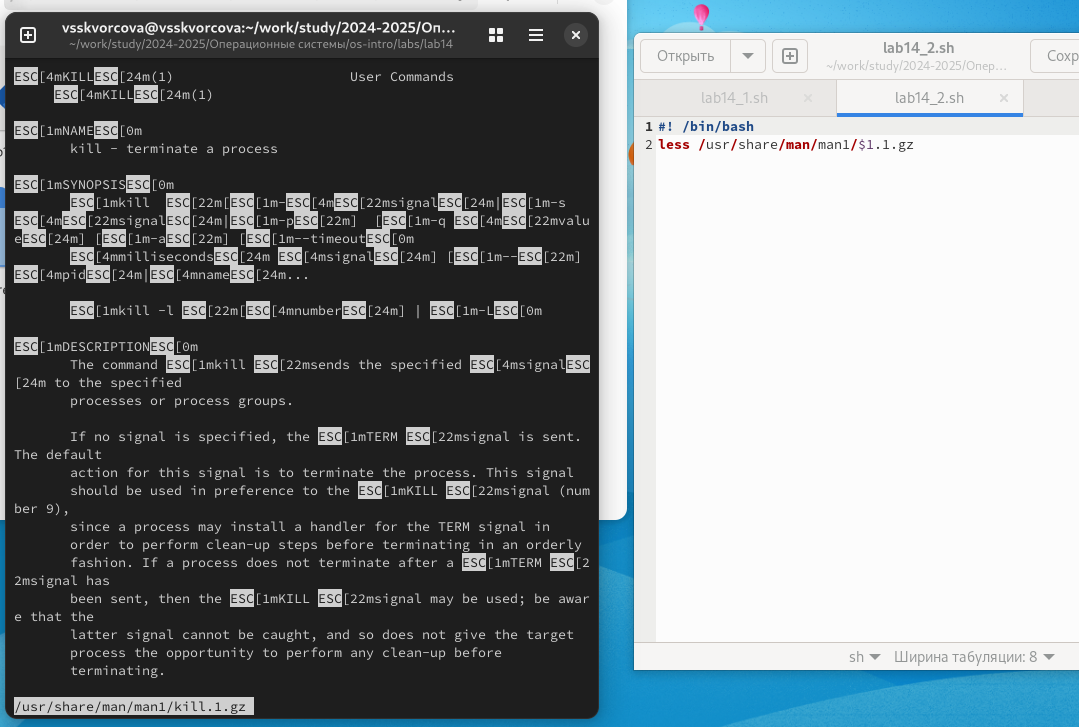 vsskvorcova@vsskvorcova:~/work/study/2024-2025/Оп...
~/work/study/2024-2025/Операционные системы/os-intro/labs/lab14
ESC[4mKILLESC[24m(1) User Commands
ESC[4mKILLESC[24m(1)
ESC[1mNAMEESC[0m
kill - terminate a process
ESC[1mSYNOPSISESC[0m
ESC[1mkill  ESC[22m[ESC[1m-ESC[4mESC[22msignalESC[24m|ESC[1m-s
ESC[4mESC[22msignalESC[24m|ESC[1m-pESC[22m]  [ESC[1m-q ESC[4mESC[22mvalu
eESC[24m] [ESC[1m-aESC[22m] [ESC[1m--timeoutESC[0m
ESC[4mmillisecondsESC[24m ESC[4msignalESC[24m] [ESC[1m--ESC[22m]
ESC[4mpidESC[24m|ESC[4mnameESC[24m...
ESC[1mkill -l ESC[22m[ESC[4mnumberESC[24m] | ESC[1m-LESC[0m
ESC[1mDESCRIPTIONESC[0m
The command ESC[1mkill ESC[22msends the specified ESC[4msignalESC
[24m to the specified
processes or process groups.
If no signal is specified, the ESC[1mTERM ESC[22msignal is sent.
The default
action for this signal is to terminate the process. This signal
should be used in preference to the ESC[1mKILL ESC[22msignal (num
ber 9),
since a process may install a handler for the TERM signal in
order to perform clean-up steps before terminating in an orderly
fashion. If a process does not terminate after a ESC[1mTERM ESC[2
2msignal has
been sent, then the ESC[1mKILL ESC[22msignal may be used; be awar
e that the
latter signal cannot be caught, and so does not give the target
process the opportunity to perform any clean-up before
terminating.
/usr/share/man/man1/kill.1.gz
Открыть
lab14_2.sh
~/work/study/2024-2025/Опер...
Сохр
lab14_1.sh ×
lab14_2.sh ×
1 #! /bin/bash
2 less /usr/share/man/man1/$1.1.gz
sh
Ширина табуляции: 8